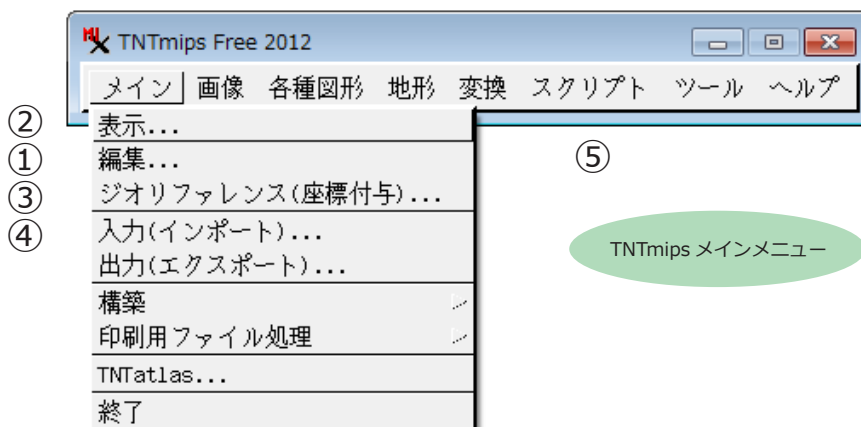 TNTmips Free 2012
メイン 画像 各種図形 地形 変換 スクリプト ツール ヘルプ
② 表示...
① 編集... ⑤
③ ジオリファレンス(座標付与)...
④ 入力(インポート)...
TNTmips メインメニュー
出力(エクスポート)...
構築
印刷用ファイル処理
TNTatlas...
終了